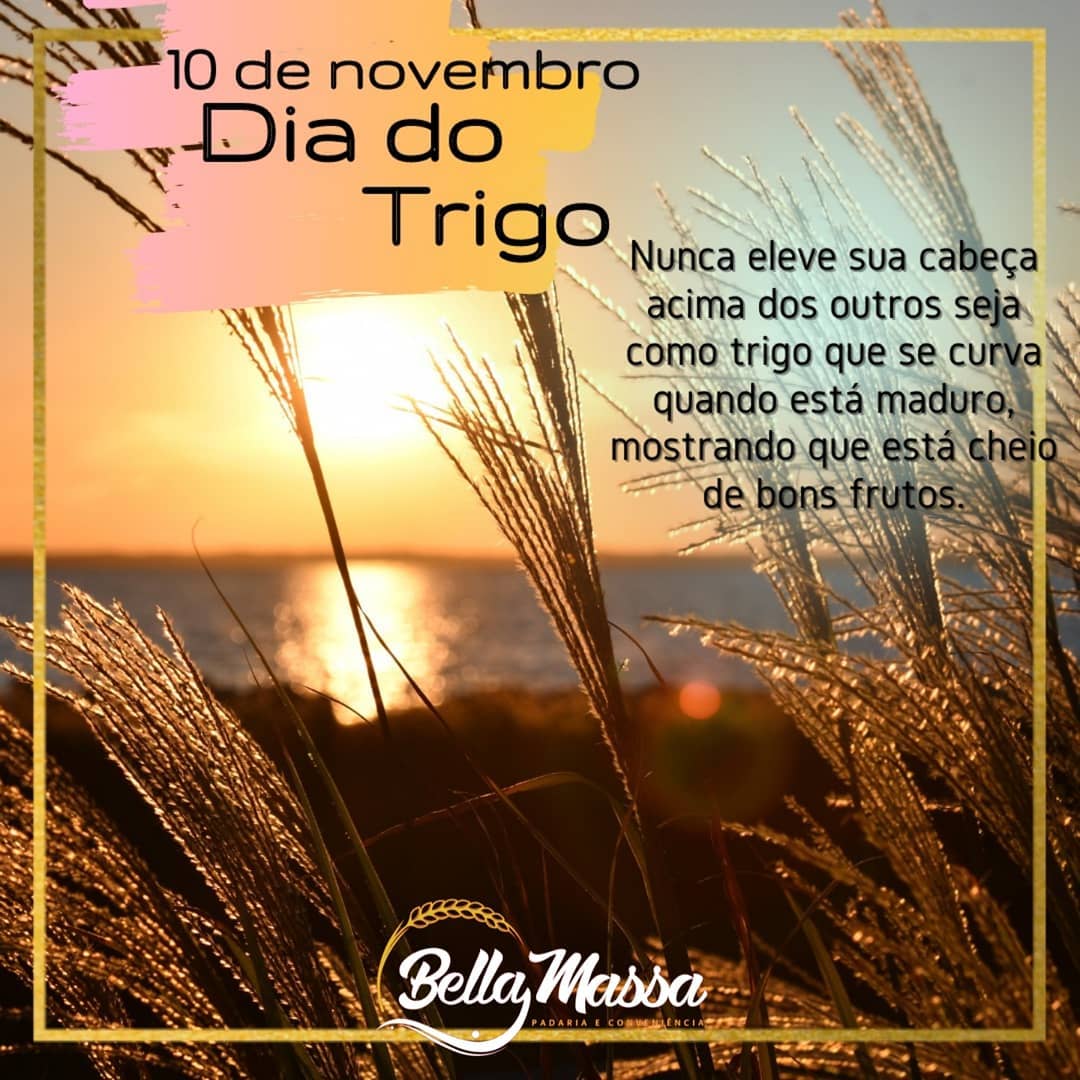 10 de novembro
Dia do
Trigo
Nunca eleve sua cabeça
acima dos outros seja
como trigo que se curva
quando está maduro,
mostrando que está cheio
de bons frutos.
Bella Massa
PADARIA E CONVENIÊNCIA